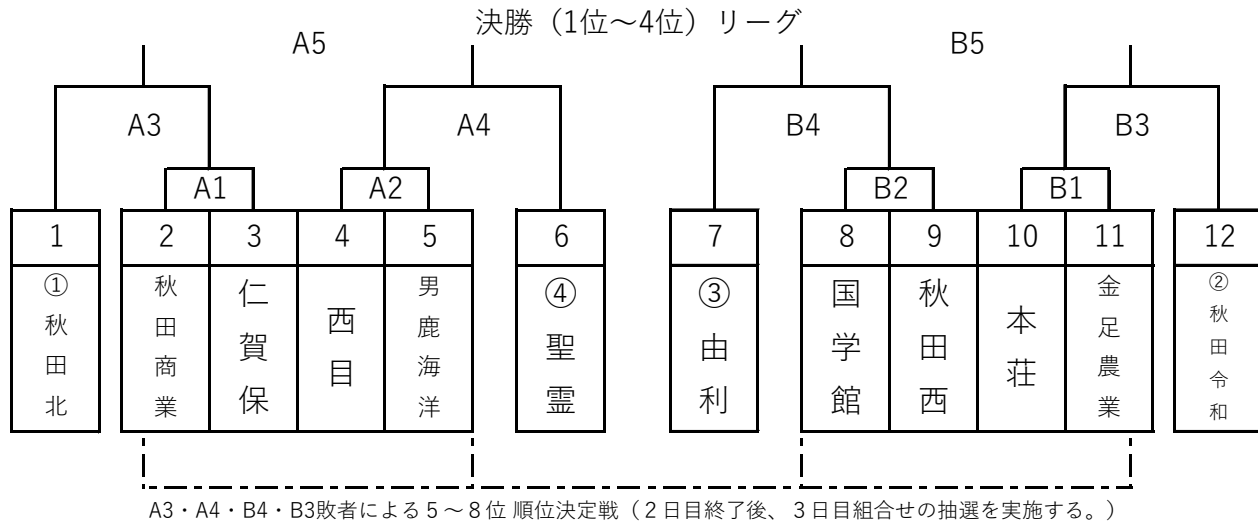 決勝（1位～4位）リーグ
A5
B5
A3
A4
B4
B3
A1
A2
B2
B1
1
2
3
4
5
6
7
8
9
10
11
12
①秋田北
秋田商業
仁賀保
西目
男鹿海洋
④聖霊
③由利
国学館
秋田西
本荘
金足農業
②秋田令和
A3・A4・B4・B3敗者による５～８位 順位決定戦（２日目終了後、３日目組合せの抽選を実施する。）